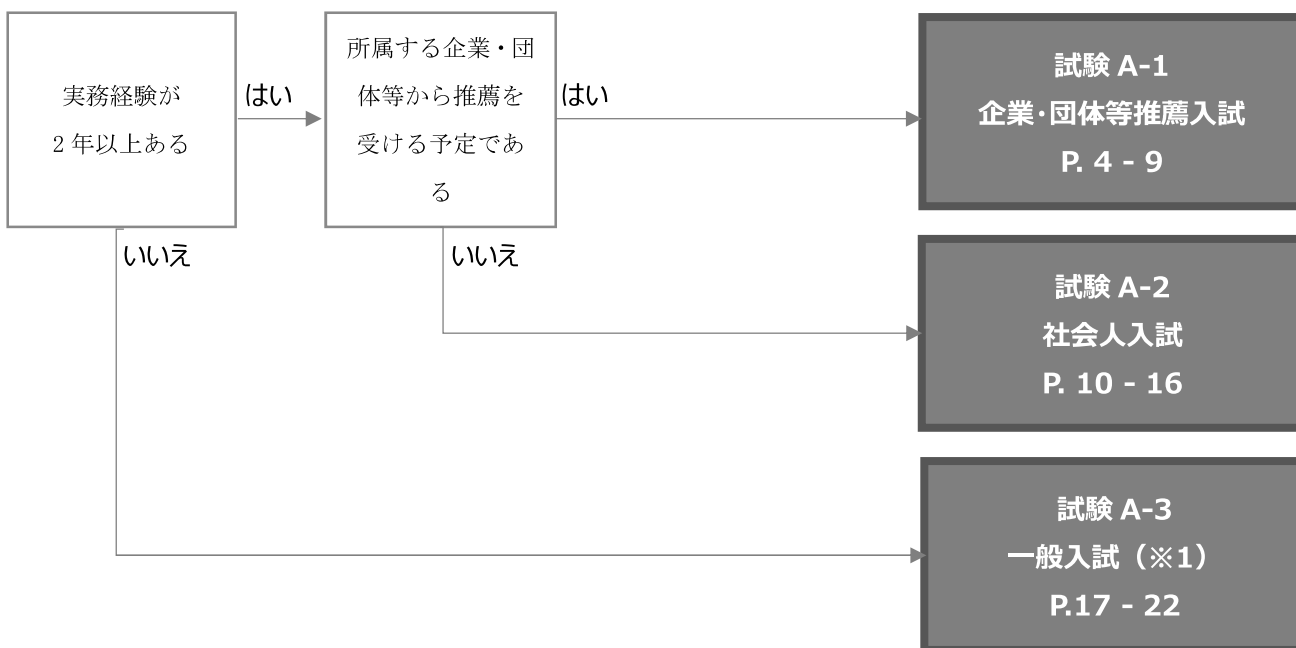 実務経験が
2 年以上ある
はい
所属する企業・団
体等から推薦を
受ける予定であ
る
はい
試験 A-1
企業･団体等推薦入試
P. 4 - 9
いいえ
いいえ
試験 A-2
社会人入試
P. 10 - 16
試験 A-3
一般入試（※1）
P.17 - 22